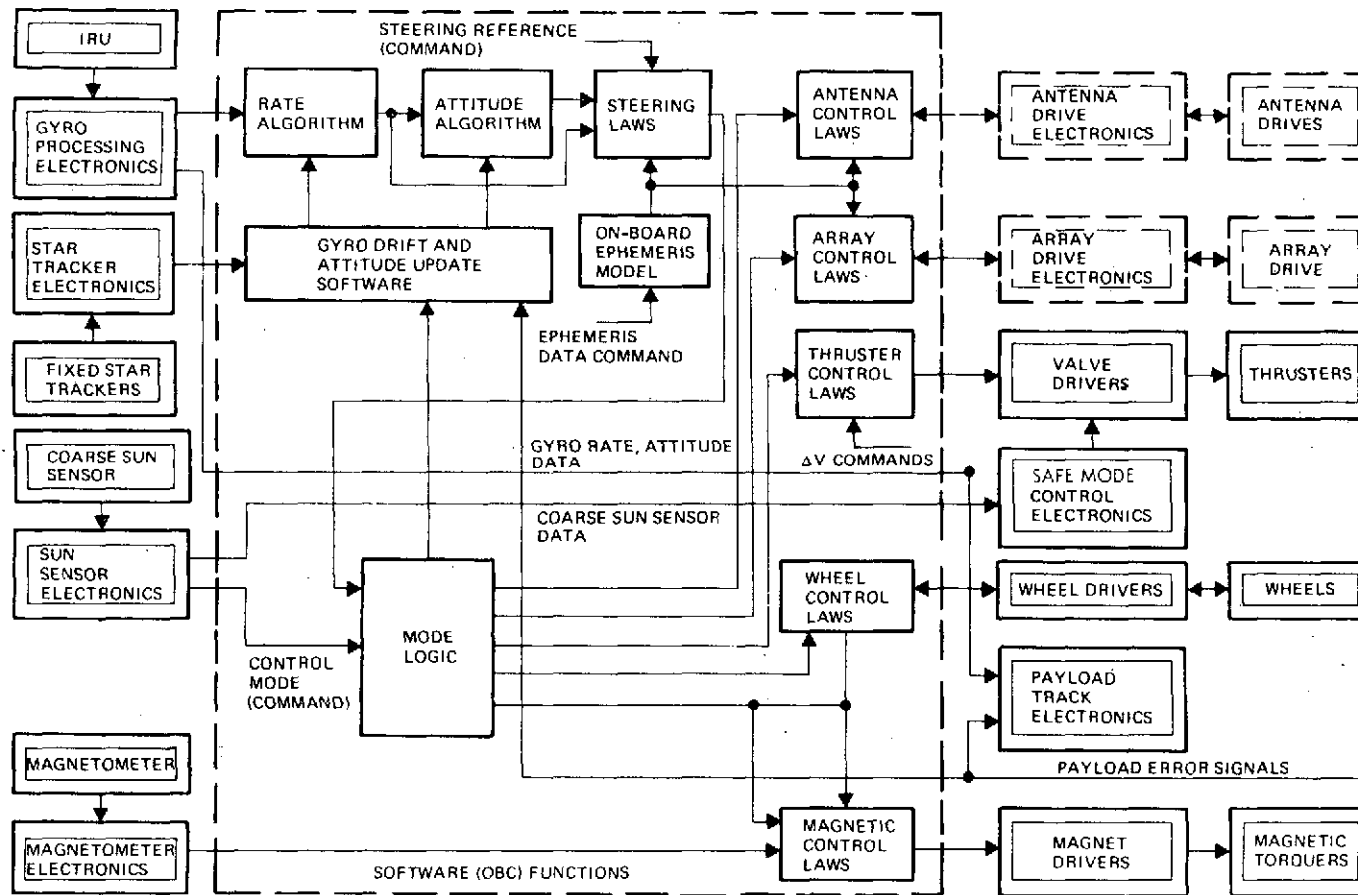 IRU
GYRO
PROCESSING
ELECTRONICS
STAR
TRACKER
ELECTRONICS
FIXED STAR
TRACKERS
COARSE SUN
SENSOR
SUN
SENSOR
ELECTRONICS
MAGNETOMETER
MAGNETOMETER
ELECTRONICS
STEERING REFERENCE
(COMMAND)
RATE
ALGORITHM
ATTITUDE
ALGORITHM
STEERING
LAWS
GYRO DRIFT AND
ATTITUDE UPDATE
SOFTWARE
ON-BOARD
EPHEMERIS
MODEL
EPHEMERIS
DATA COMMAND
GYRO RATE, ATTITUDE
DATA
COARSE SUN SENSOR
DATA
MODE
LOGIC
CONTROL
MODE
(COMMAND)
SOFTWARE (OBC) FUNCTIONS
ANTENNA
CONTROL
LAWS
ARRAY
CONTROL
LAWS
THRUSTER
CONTROL
LAWS
ΔV COMMANDS
WHEEL
CONTROL
LAWS
MAGNETIC
CONTROL
LAWS
ANTENNA
DRIVE
ELECTRONICS
ANTENNA
DRIVES
ARRAY
DRIVE
ELECTRONICS
ARRAY
DRIVE
VALVE
DRIVERS
THRUSTERS
SAFE MODE
CONTROL
ELECTRONICS
WHEEL DRIVERS
WHEELS
PAYLOAD
TRACK
ELECTRONICS
PAYLOAD ERROR SIGNALS
MAGNET
DRIVERS
MAGNETIC
TORQUERS